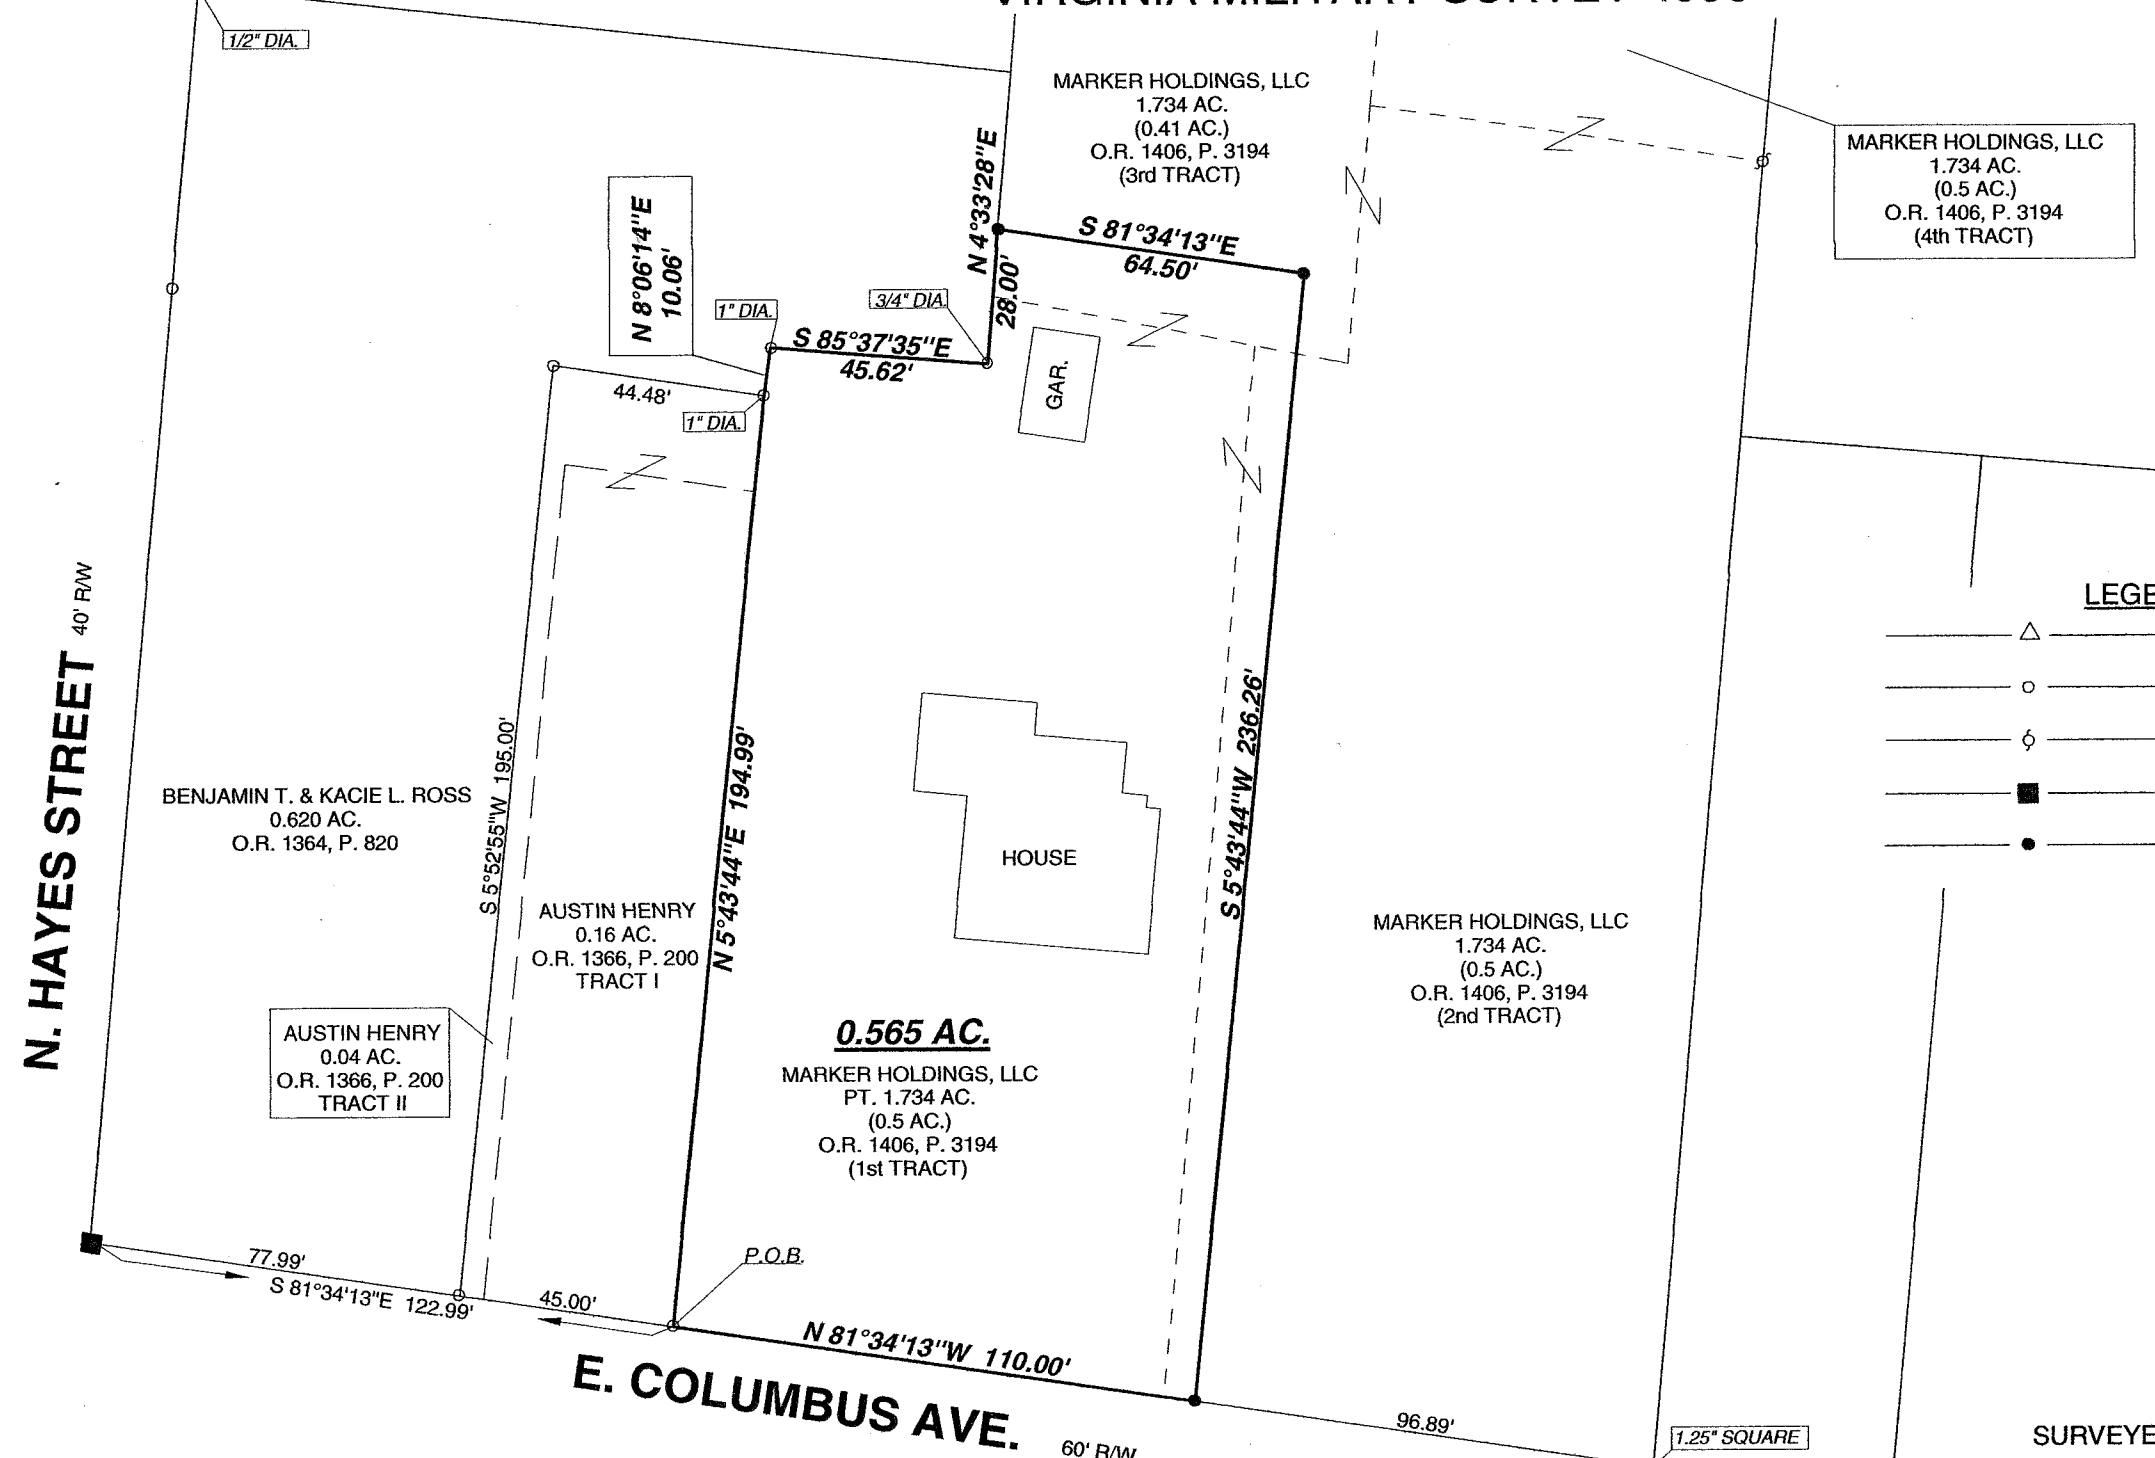 1/2" DIA.
MARKER HOLDINGS, LLC
1.734 AC.
(0.41 AC.)
O.R. 1406, P. 3194
(3rd TRACT)
MARKER HOLDINGS, LLC
1.734 AC.
(0.5 AC.)
O.R. 1406, P. 3194
(4th TRACT)
N 4°33'28"E
28.00'
S 81°34'13"E
64.50'
N 8°06'14"E
10.06'
1" DIA.
3/4" DIA.
S 85°37'35"E
45.62'
44.48'
1" DIA.
GAR.
N. HAYES STREET 40' R/W
BENJAMIN T. & KACIE L. ROSS
0.620 AC.
O.R. 1364, P. 820
S 5°52'55"W 195.00'
AUSTIN HENRY
0.16 AC.
O.R. 1366, P. 200
TRACT I
N 5°43'44"E 194.99'
HOUSE
S 5°43'44"W 236.26'
MARKER HOLDINGS, LLC
1.734 AC.
(0.5 AC.)
O.R. 1406, P. 3194
(2nd TRACT)
AUSTIN HENRY
0.04 AC.
O.R. 1366, P. 200
TRACT II
0.565 AC.
MARKER HOLDINGS, LLC
PT. 1.734 AC.
(0.5 AC.)
O.R. 1406, P. 3194
(1st TRACT)
LEGE
77.99'
S 81°34'13"E 122.99'
45.00'
P.O.B.
N 81°34'13"W 110.00'
E. COLUMBUS AVE. 60' R/W
96.89'
1.25" SQUARE
SURVEYE